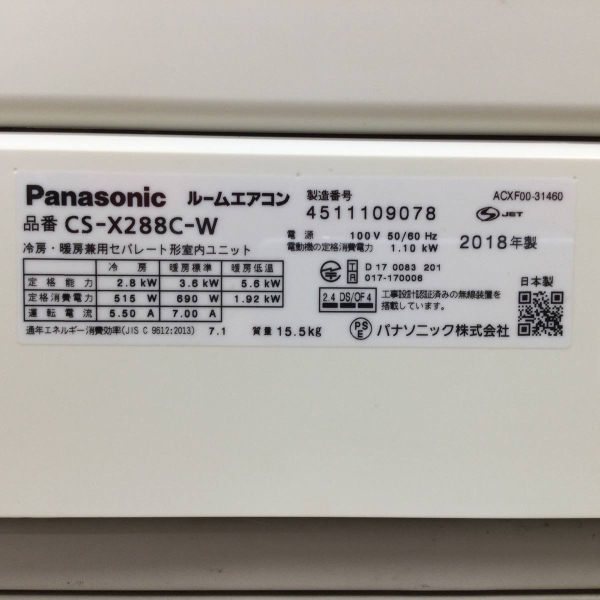 Panasonic ルームエアコン
品番 CS-X288C-W
冷房・暖房兼用セパレート形室内ユニット
冷房 暖房標準 暖房低温
定格能力 2.8 kW 3.6 kW 5.6 kW
定格消費電力 515 W 690 W 1.92 kW
運転電流 5.50 A 7.00 A
通年エネルギー消費効率(JIS C 9612:2013) 7.1 質量 15.5kg
製造番号
4511109078
電源 100V 50/60 Hz
電動機の定格消費電力 1.10 kW
D 17 0083 201
017-170006
2.4 DS/OF4
工事設計認証済みの無線装置を
搭載しています。
PSE パナソニック株式会社
ACXF00-31460
S JET
2018年製
日本製